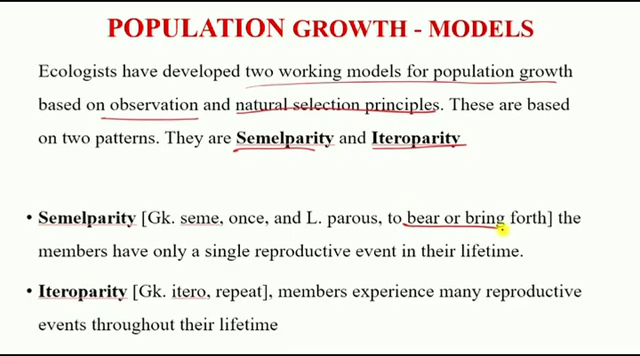 POPULATION GROWTH - MODELS
Ecologists have developed two working models for population growth
based on observation and natural selection principles. These are based
on two patterns. They are Semelparity and Iteroparity
• Semelparity [Gk. seme, once, and L. parous, to bear or bring forth] the
members have only a single reproductive event in their lifetime.
• Iteroparity [Gk. itero, repeat], members experience many reproductive
events throughout their lifetime